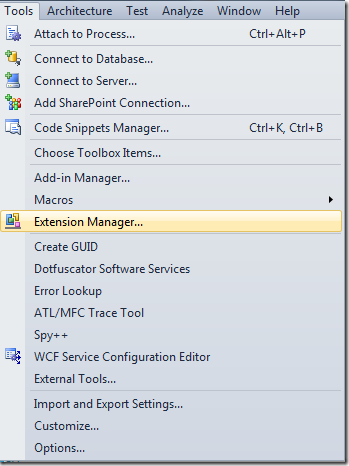 Tools Architecture Test Analyze Window Help
Attach to Process... Ctrl+Alt+P
Connect to Database...
Connect to Server...
Add SharePoint Connection...
Code Snippets Manager... Ctrl+K, Ctrl+B
Choose Toolbox Items...
Add-in Manager...
Macros
Extension Manager...
Create GUID
Dotfuscator Software Services
Error Lookup
ATL/MFC Trace Tool
Spy++
WCF Service Configuration Editor
External Tools...
Import and Export Settings...
Customize...
Options...